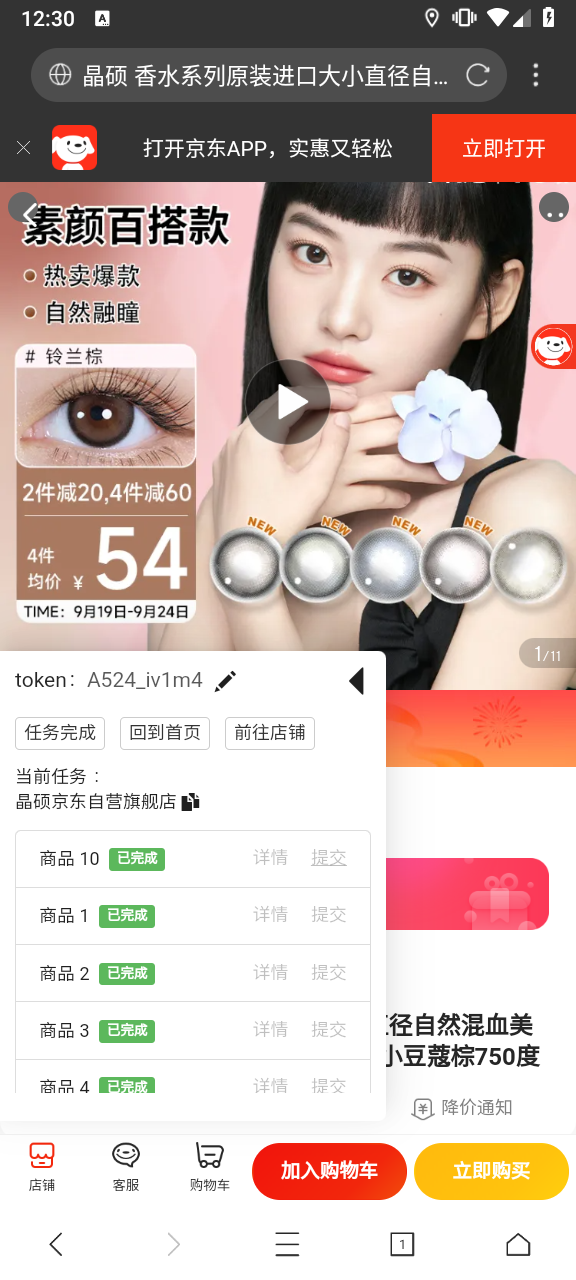 12:30
A
晶硕 香水系列原装进口大小直径自...
打开京东APP，实惠又轻松
立即打开
素颜百搭款
热卖爆款
自然融瞳
# 铃兰棕
2件减20,4件减60
4件
均价 ¥ 54
TIME: 9月19日-9月24日
NEW NEW NEW NEW
1/11
token： A524_iv1m4
任务完成 回到首页 前往店铺
当前任务：
晶硕京东自营旗舰店
商品 10 已完成 详情 提交
商品 1 已完成 详情 提交
商品 2 已完成 详情 提交
商品 3 已完成 详情 提交
商品 4 已完成 详情 提交
径自然混血美
小豆蔻棕750度
降价通知
店铺 客服 购物车 加入购物车 立即购买
1